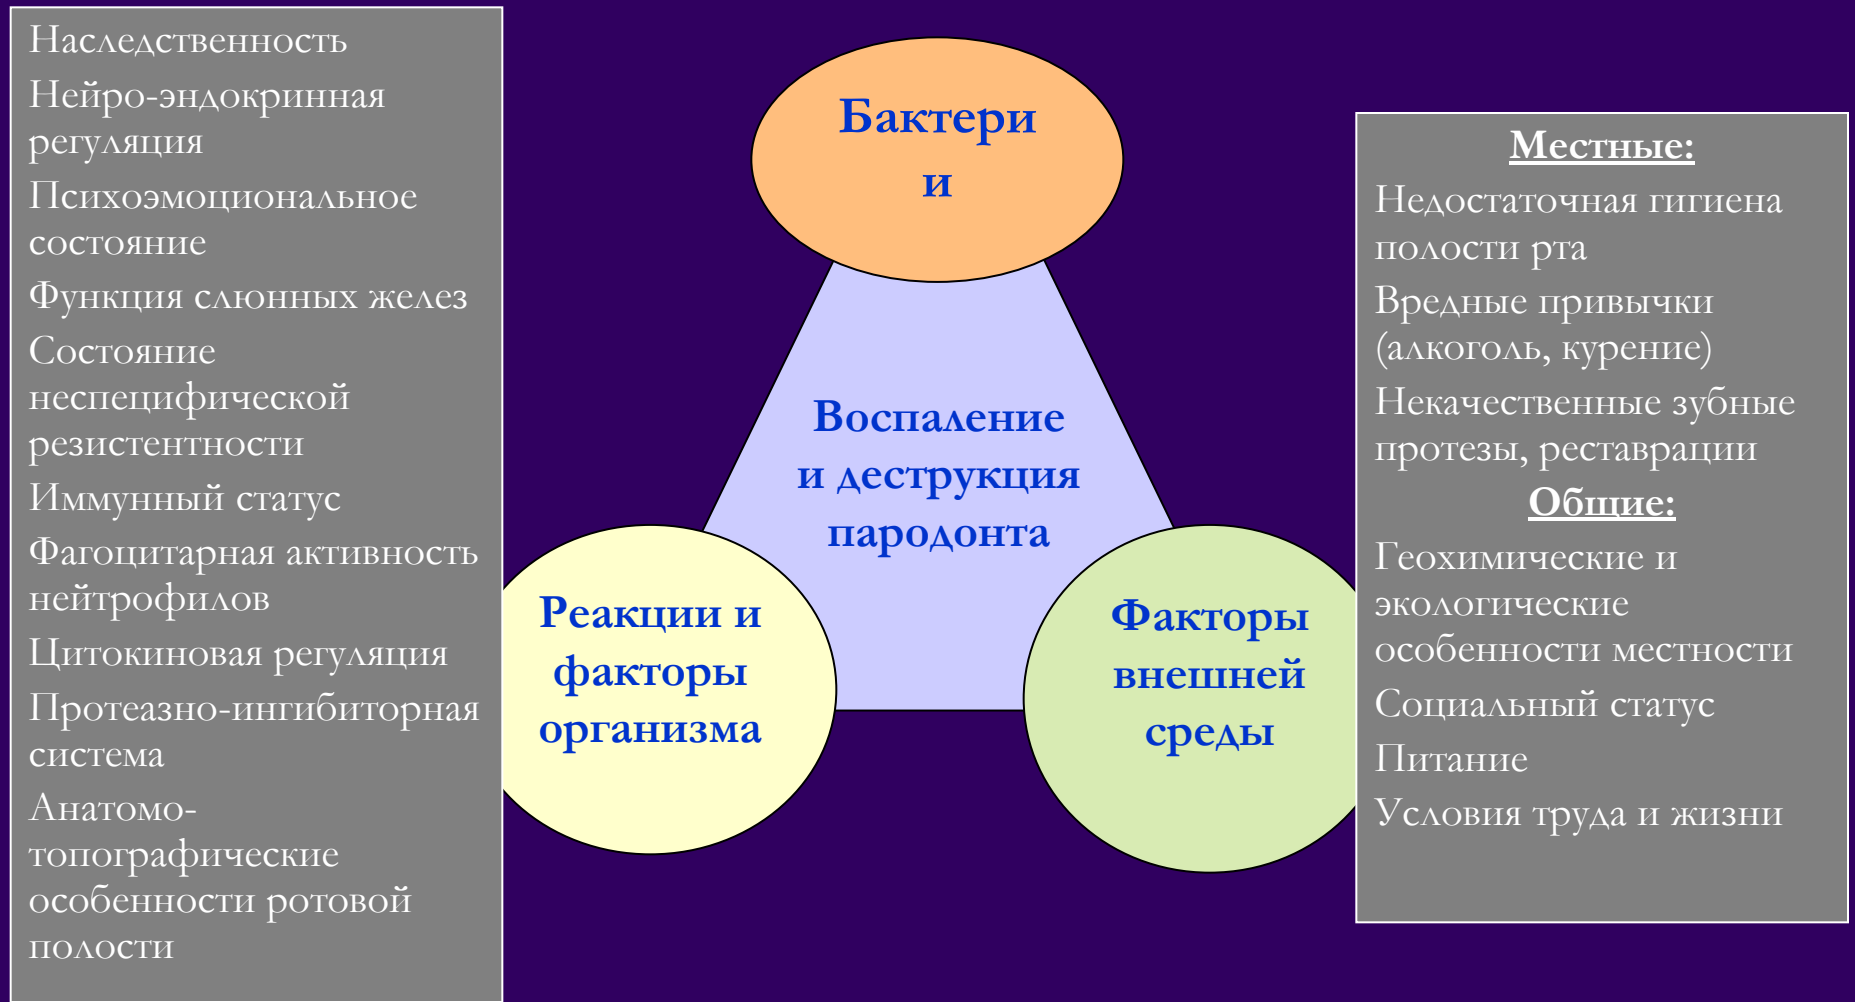 Наследственность
Нейро-эндокринная
регуляция
Психоэмоциональное
состояние
Функция слюнных желез
Состояние
неспецифической
резистентности
Иммунный статус
Фагоцитарная активность
нейтрофилов
Цитокиновая регуляция
Протеазно-ингибиторная
система
Анатомо-
топографические
особенности ротовой
полости
Бактери
и
Воспаление
и деструкция
пародонта
Реакции и
факторы
организма
Факторы
внешней
среды
Местные:
Недостаточная гигиена
полости рта
Вредные привычки
(алкоголь, курение)
Некачественные зубные
протезы, реставрации
Общие:
Геохимические и
экологические
особенности местности
Социальный статус
Питание
Условия труда и жизни